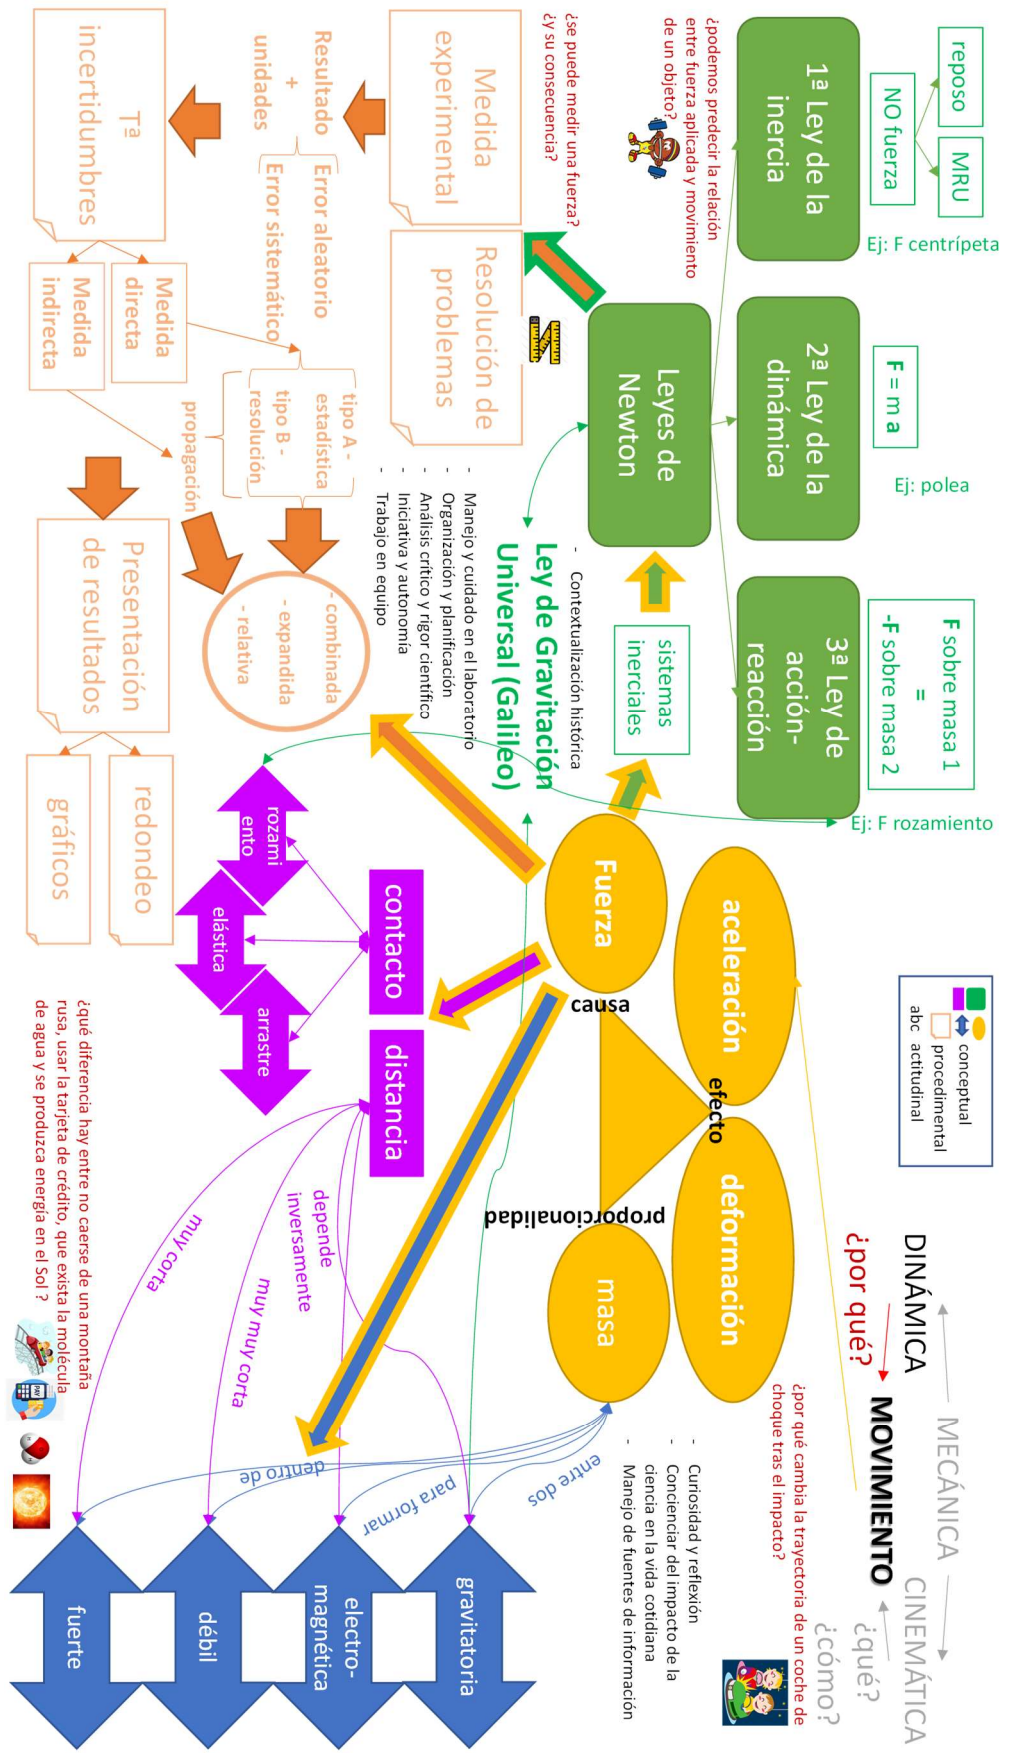 MECÁNICA
DINÁMICA
CINEMÁTICA
¿por qué?
MOVIMIENTO
¿qué?
¿cómo?
conceptual
procedimental
abc actitudinal
¿por qué cambia la trayectoria de un coche de
choque tras el impacto?
- Curiosidad y reflexión
- Concienciar del impacto de la
ciencia en la vida cotidiana
- Manejo de fuentes de información
reposo
MRU
NO fuerza
Ej: F centrípeta
F = m a
Ej: polea
F sobre masa 1
=
-F sobre masa 2
Ej: F rozamiento
1ª Ley de la
inercia
2ª Ley de la
dinámica
3ª Ley de
acción-
reacción
¿podemos predecir la relación
entre fuerza aplicada y movimiento
de un objeto?
Leyes de
Newton
sistemas
inerciales
aceleración
efecto
deformación
Fuerza
causa
proporcionalidad
masa
- Contextualización histórica
Ley de Gravitación
Universal (Galileo)
¿se puede medir una fuerza?
¿y su consecuencia?
Medida
experimental
Resolución de
problemas
- Manejo y cuidado en el laboratorio
- Organización y planificación
- Análisis crítico y rigor científico
- Iniciativa y autonomía
- Trabajo en equipo
Resultado
+
unidades
Error aleatorio
Error sistemático
tipo A -
estadística
tipo B -
resolución
- combinada
- expandida
- relativa
Tª
incertidumbres
Medida
directa
Medida
indirecta
propagación
Presentación
de resultados
redondeo
gráficos
contacto
distancia
rozami
ento
elástica
arrastre
depende
inversamente
muy muy corta
muy corta
entre dos
para formar
dentro de
gravitatoria
electro-
magnética
débil
fuerte
¿qué diferencia hay entre no caerse de una montaña
rusa, usar la tarjeta de crédito, que exista la molécula
de agua y se produzca energía en el Sol ?
PAY